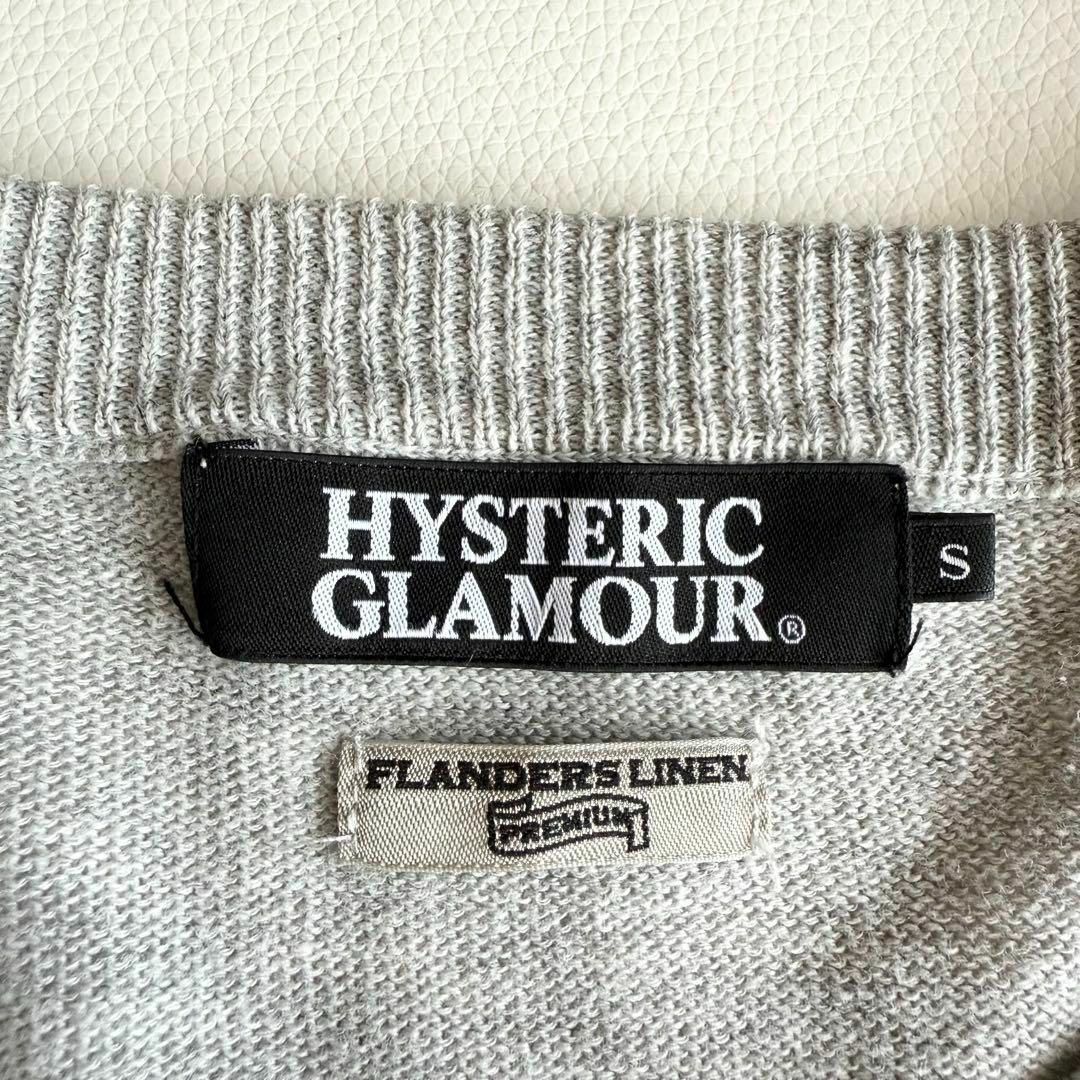 HYSTERIC
GLAMOUR®
S
FLANDERS LINEN
PREMIUM